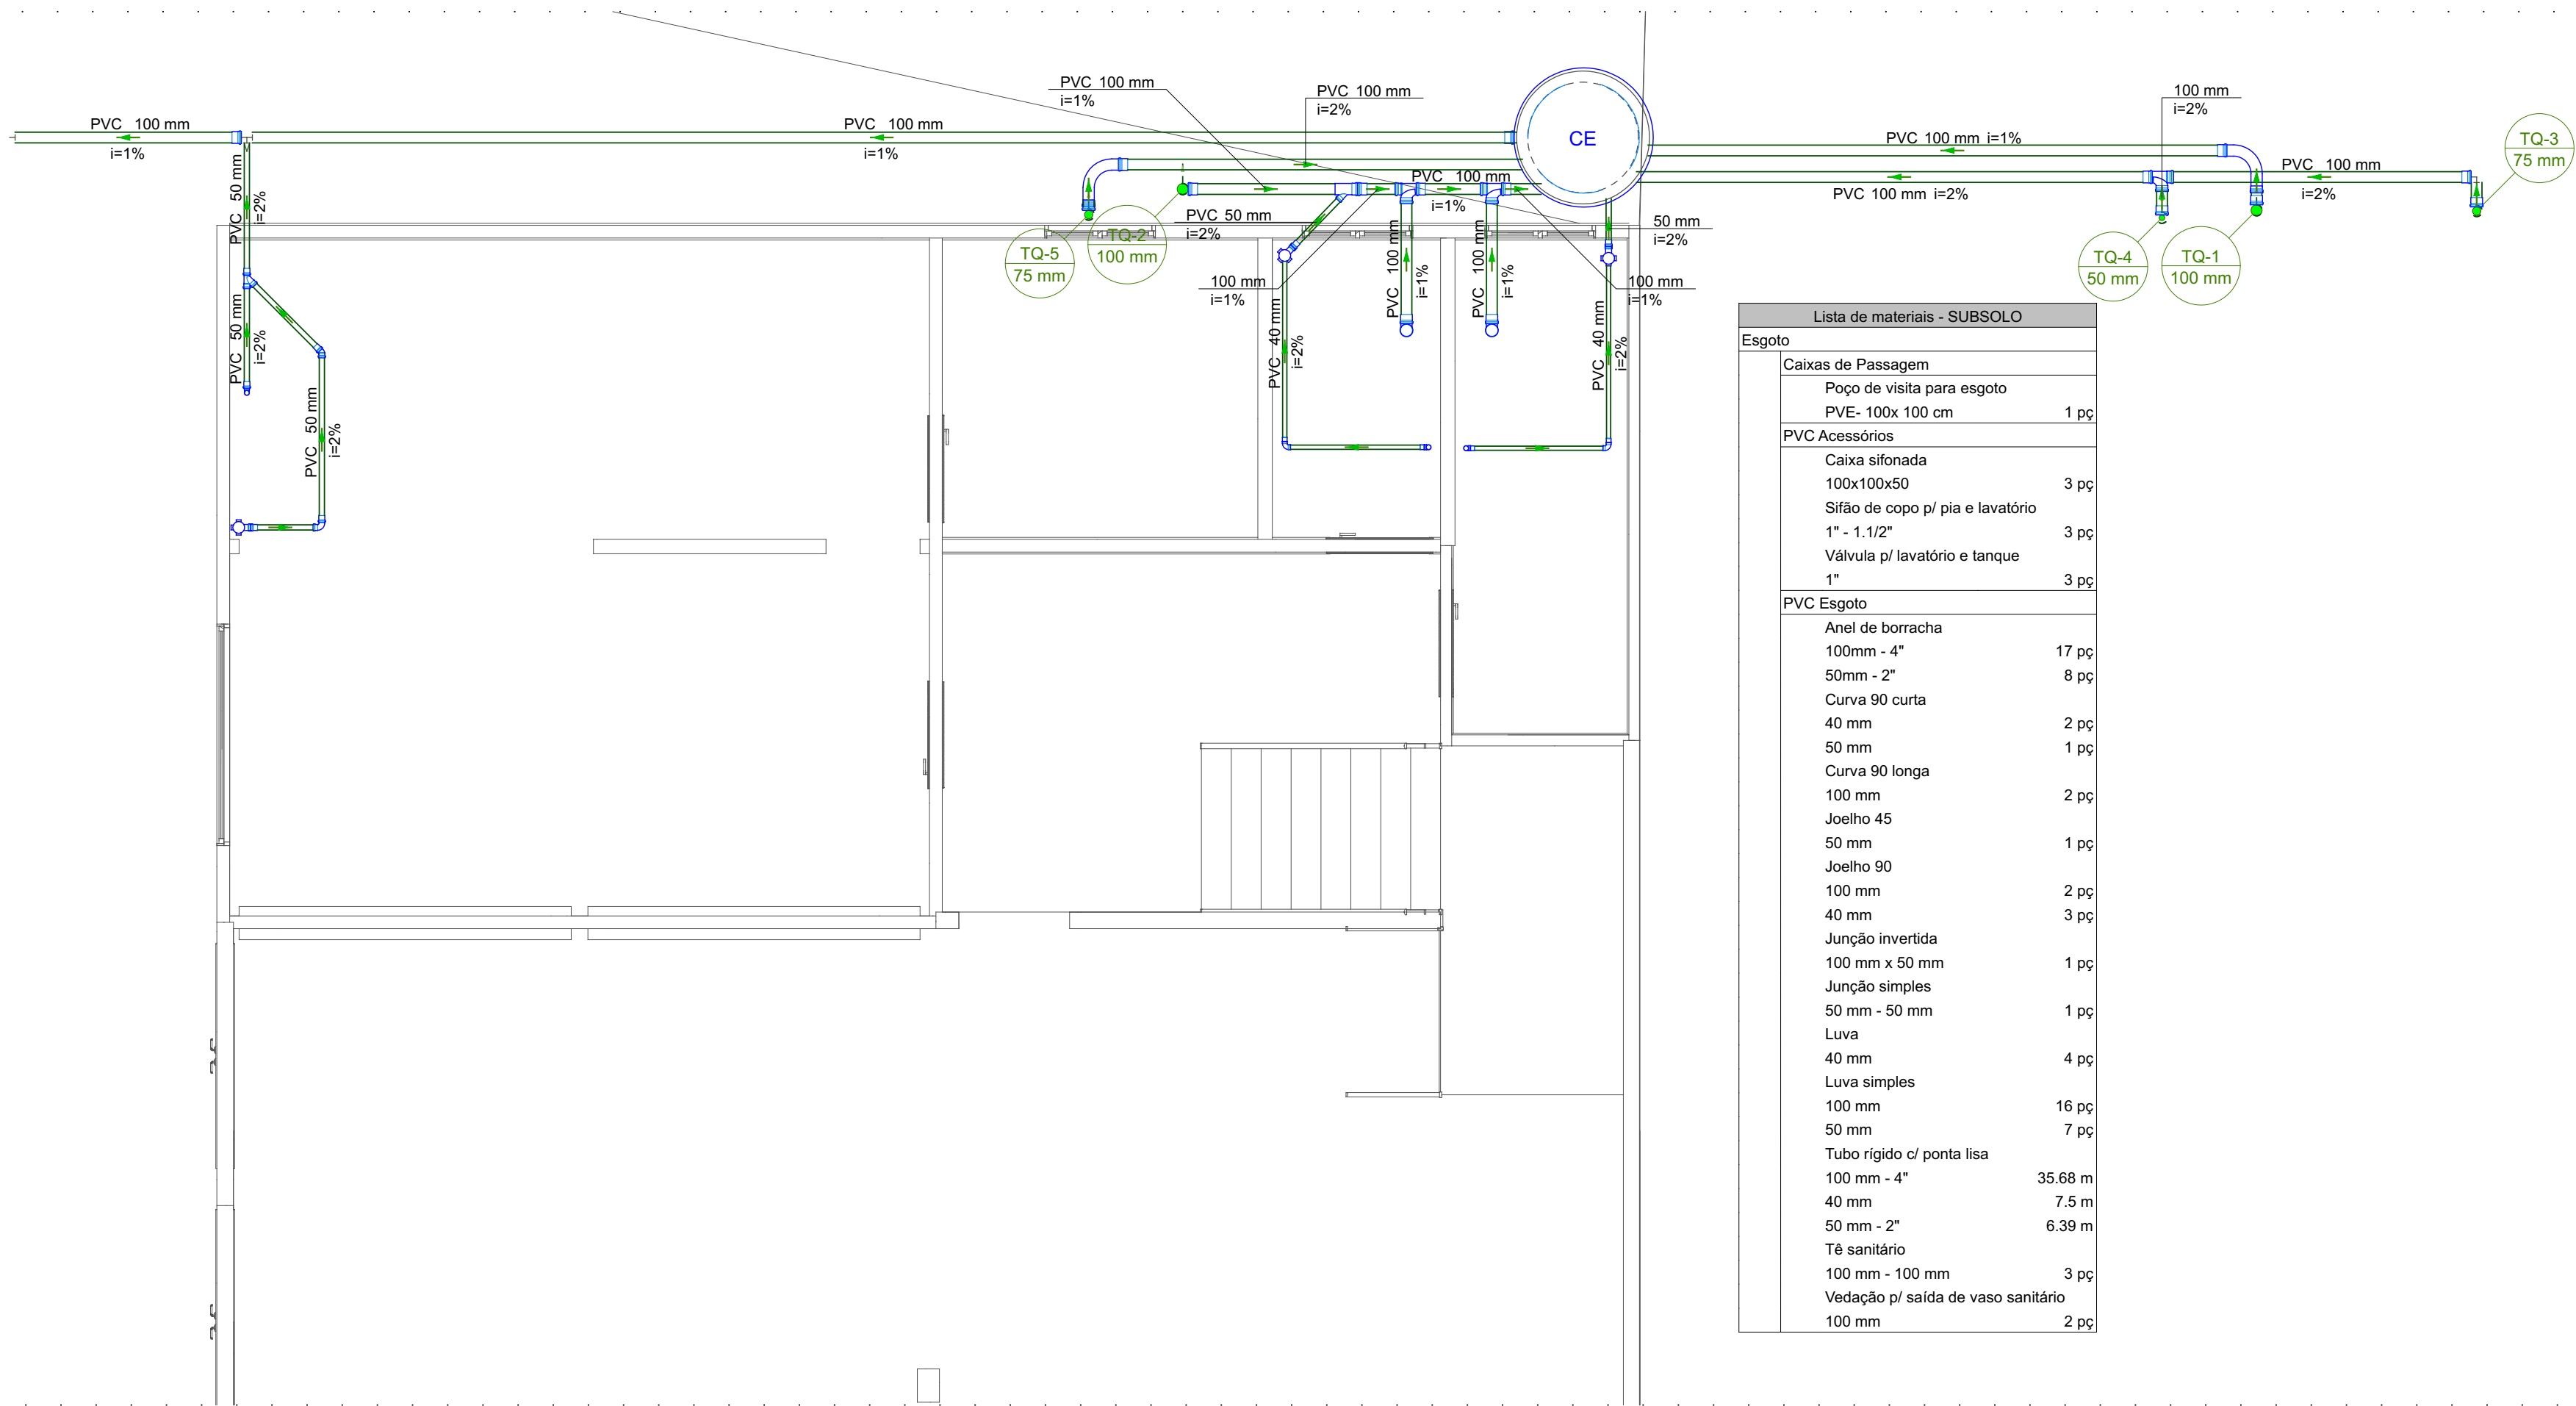 PVC 100 mm
i=1%
PVC 100 mm
i=2%
100 mm
i=2%
PVC 100 mm
i=1%
PVC 100 mm
i=1%
CE
PVC 100 mm i=1%
TQ-3
75 mm
PVC 100 mm
i=2%
PVC 100 mm i=2%
PVC 100 mm
i=1%
PVC 50 mm
i=2%
PVC 50 mm
i=2%
50 mm
i=2%
TQ-5
75 mm
TQ-2
100 mm
TQ-4
50 mm
TQ-1
100 mm
100 mm
i=1%
100 mm
i=1%
PVC 100 mm
i=1%
PVC 100 mm
i=1%
PVC 40 mm
i=2%
PVC 40 mm
i=2%
PVC 50 mm
i=2%
PVC 50 mm
i=2%
Lista de materiais - SUBSOLO
Esgoto
Caixas de Passagem
Poço de visita para esgoto
PVE- 100x 100 cm 1 pç
PVC Acessórios
Caixa sifonada
100x100x50 3 pç
Sifão de copo p/ pia e lavatório
1" - 1.1/2" 3 pç
Válvula p/ lavatório e tanque
1" 3 pç
PVC Esgoto
Anel de borracha
100mm - 4" 17 pç
50mm - 2" 8 pç
Curva 90 curta
40 mm 2 pç
50 mm 1 pç
Curva 90 longa
100 mm 2 pç
Joelho 45
50 mm 1 pç
Joelho 90
100 mm 2 pç
40 mm 3 pç
Junção invertida
100 mm x 50 mm 1 pç
Junção simples
50 mm - 50 mm 1 pç
Luva
40 mm 4 pç
Luva simples
100 mm 16 pç
50 mm 7 pç
Tubo rígido c/ ponta lisa
100 mm - 4" 35.68 m
40 mm 7.5 m
50 mm - 2" 6.39 m
Tê sanitário
100 mm - 100 mm 3 pç
Vedação p/ saída de vaso sanitário
100 mm 2 pç